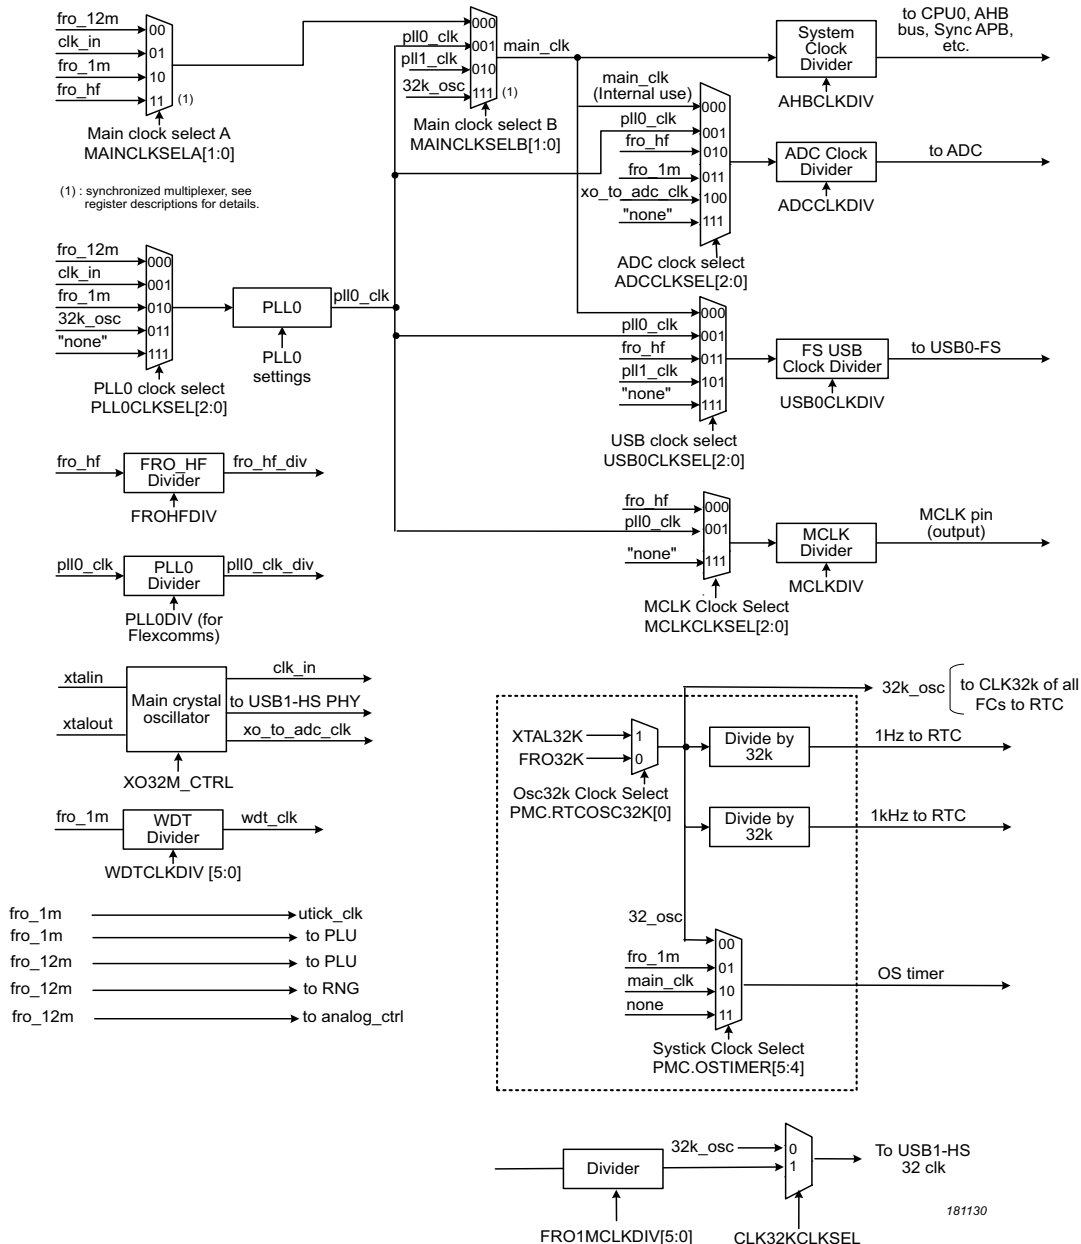 fro_12m
00
clk_in
01
fro_1m
10
fro_hf
11
(1)
Main clock select A
MAINCLKSELA[1:0]
(1) : synchronized multiplexer, see
register descriptions for details.
000
pll0_clk
001
pll1_clk
010
32k_osc
111
(1)
main_clk
Main clock select B
MAINCLKSELB[1:0]
System
Clock
Divider
AHBCLKDIV
to CPU0, AHB
bus, Sync APB,
etc.
main_clk
(Internal use)
000
pll0_clk
001
fro_hf
010
fro_1m
011
xo_to_adc_clk
100
"none"
111
ADC clock select
ADCCLKSEL[2:0]
ADC Clock
Divider
ADCCLKDIV
to ADC
fro_12m
000
clk_in
001
fro_1m
010
32k_osc
011
"none"
111
PLL0 clock select
PLL0CLKSEL[2:0]
PLL0
pll0_clk
PLL0
settings
000
pll0_clk
001
fro_hf
011
pll1_clk
101
"none"
111
USB clock select
USB0CLKSEL[2:0]
FS USB
Clock Divider
USB0CLKDIV
to USB0-FS
fro_hf
FRO_HF
Divider
fro_hf_div
FROHFDIV
fro_hf
000
pll0_clk
001
"none"
111
MCLK Clock Select
MCLKCLKSEL[2:0]
MCLK
Divider
MCLKDIV
MCLK pin
(output)
pll0_clk
PLL0
Divider
pll0_clk_div
PLL0DIV (for
Flexcomms)
xtalin
xtalout
Main crystal
oscillator
clk_in
to USB1-HS PHY
xo_to_adc_clk
XO32M_CTRL
fro_1m
WDT
Divider
wdt_clk
WDTCLKDIV [5:0]
fro_1m utick_clk
fro_1m to PLU
fro_12m to PLU
fro_12m to RNG
fro_12m to analog_ctrl
32k_osc
to CLK32k of all
FCs to RTC
XTAL32K
1
FRO32K
0
Osc32k Clock Select
PMC.RTCOSC32K[0]
Divide by
32k
1Hz to RTC
Divide by
32k
1kHz to RTC
32_osc
00
fro_1m
01
main_clk
10
none
11
OS timer
Systick Clock Select
PMC.OSTIMER[5:4]
32k_osc
0
1
Divider
To USB1-HS
32 clk
FRO1MCLKDIV[5:0]
CLK32KCLKSEL
181130